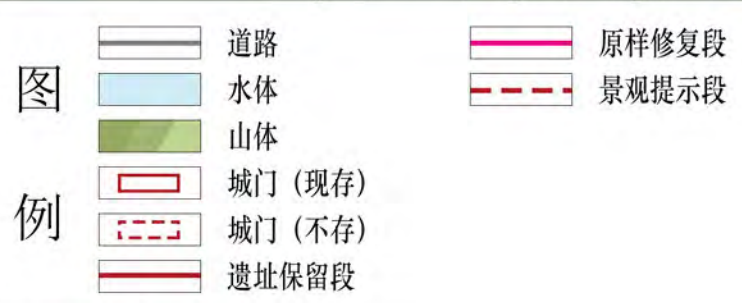 图例
道路
水体
山体
城门（现存）
城门（不存）
遗址保留段
原样修复段
景观提示段